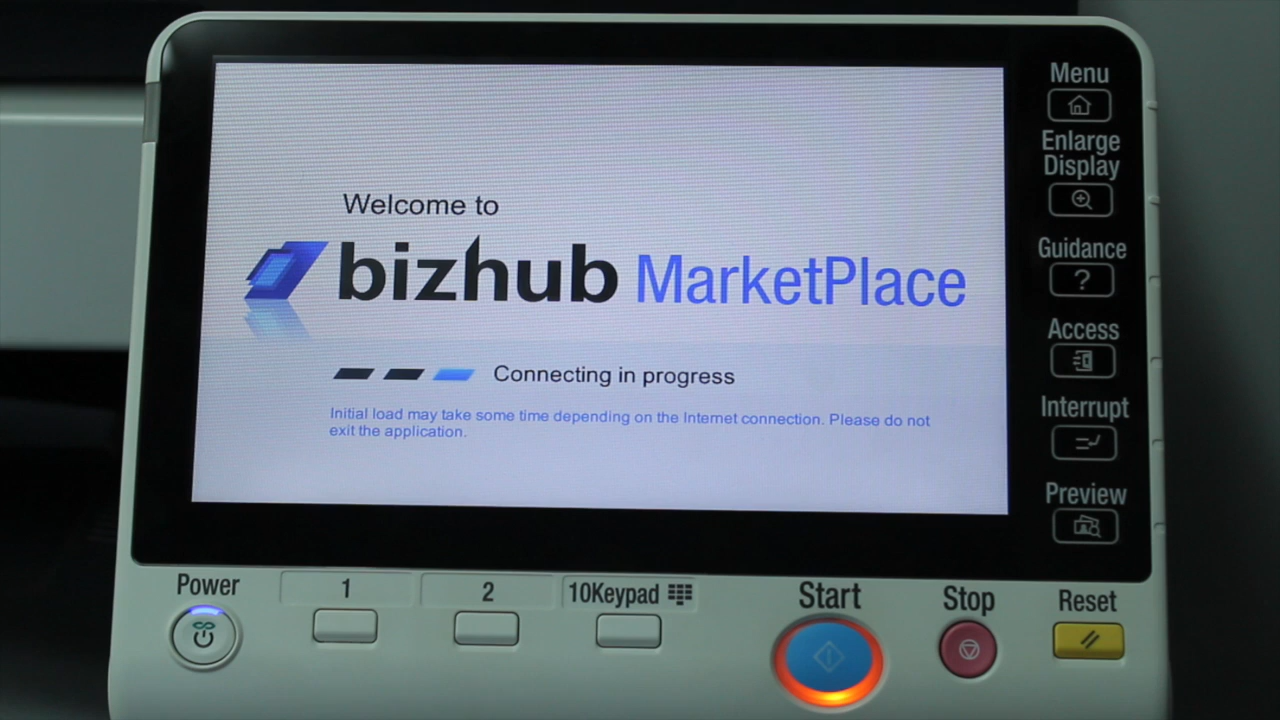 Welcome to
bizhub MarketPlace
Connecting in progress
Initial load may take some time depending on the Internet connection. Please do not
exit the application.
Menu
Enlarge
Display
Guidance
?
Access
Interrupt
Preview
Power
1
2
10Keypad
Start
Stop
Reset